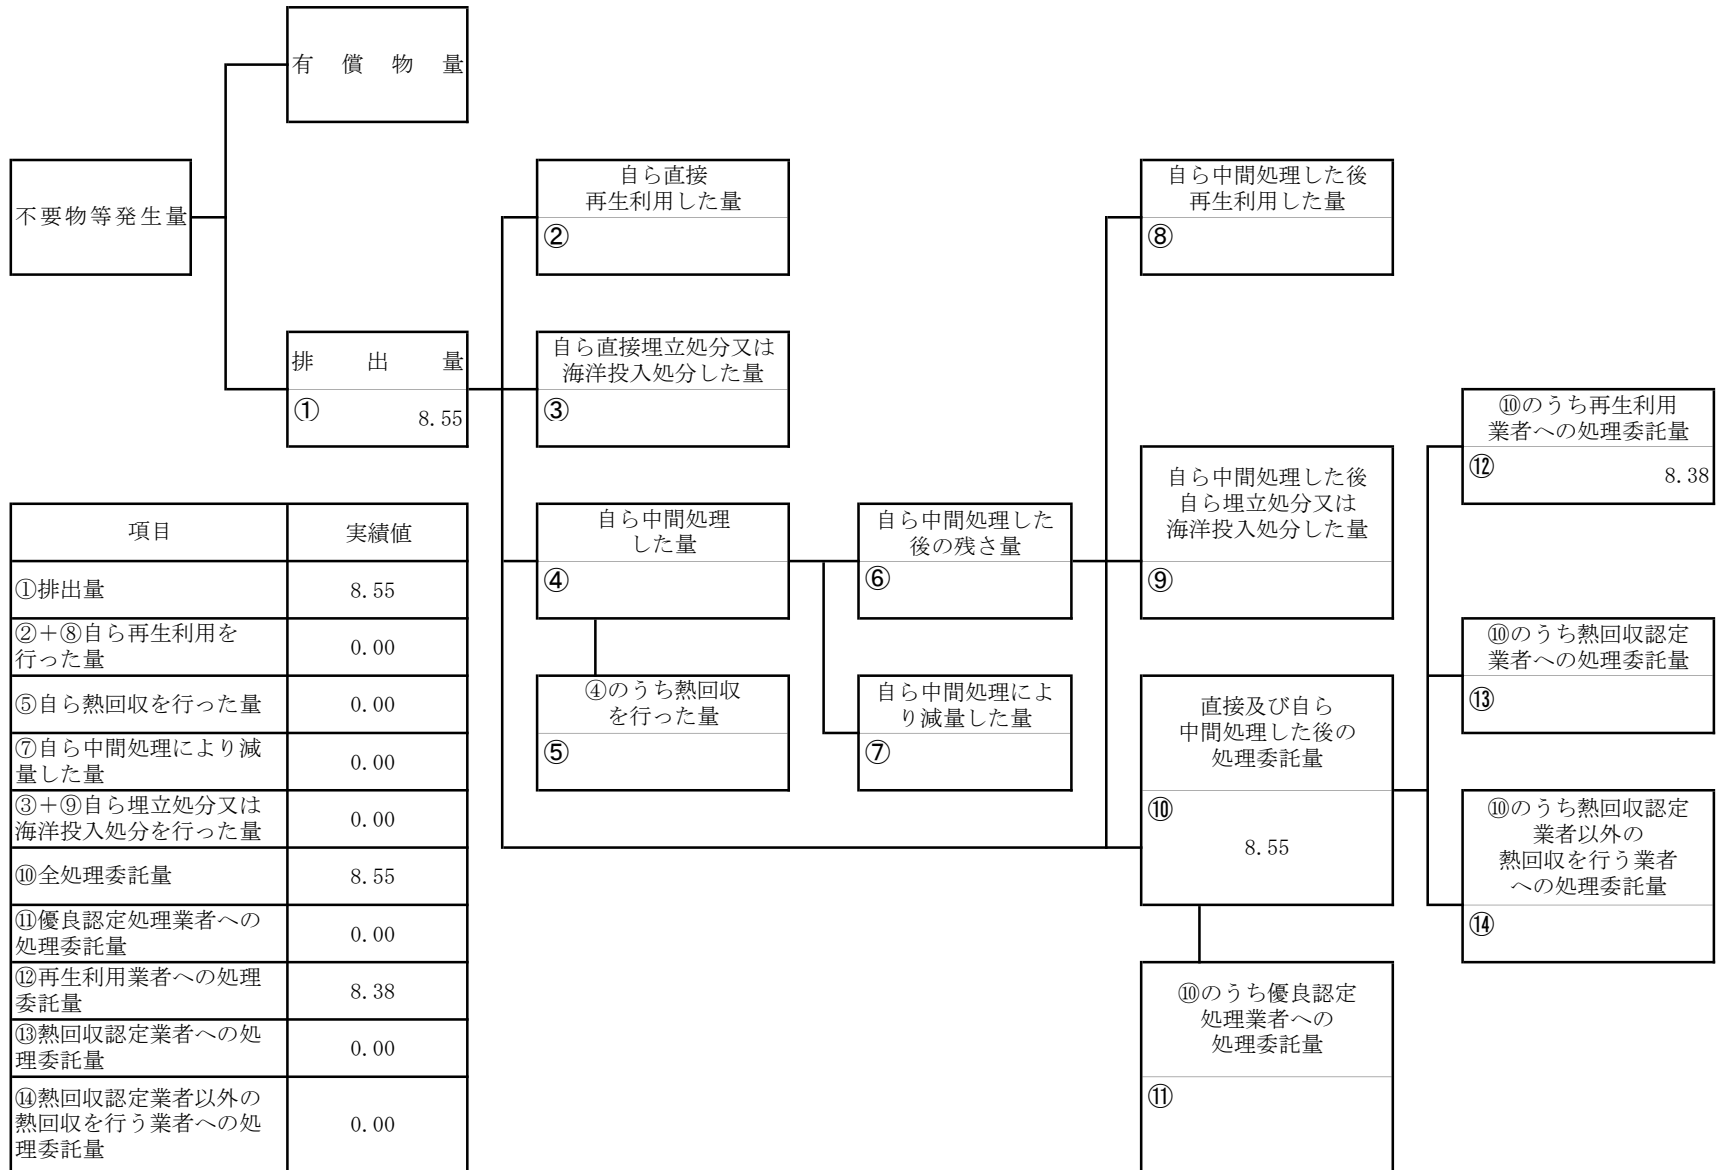 有償物量
不要物等発生量
排出量
①
8.55
自ら直接
再生利用した量
②
自ら直接埋立処分又は
海洋投入処分した量
③
自ら中間処理
した量
④
④のうち熱回収
を行った量
⑤
自ら中間処理した
後の残さ量
⑥
自ら中間処理によ
り減量した量
⑦
自ら中間処理した後
再生利用した量
⑧
自ら中間処理した後
自ら埋立処分又は
海洋投入処分した量
⑨
直接及び自ら
中間処理した後の
処理委託量
⑩
8.55
⑩のうち優良認定
処理業者への
処理委託量
⑪
⑩のうち再生利用
業者への処理委託量
⑫
8.38
⑩のうち熱回収認定
業者への処理委託量
⑬
⑩のうち熱回収認定
業者以外の
熱回収を行う業者
への処理委託量
⑭
項目 実績値
①排出量 8.55
②＋⑧自ら再生利用を
行った量 0.00
⑤自ら熱回収を行った量 0.00
⑦自ら中間処理により減
量した量 0.00
③＋⑨自ら埋立処分又は
海洋投入処分を行った量 0.00
⑩全処理委託量 8.55
⑪優良認定処理業者への
処理委託量 0.00
⑫再生利用業者への処理
委託量 8.38
⑬熱回収認定業者への処
理委託量 0.00
⑭熱回収認定業者以外の
熱回収を行う業者への処
理委託量 0.00